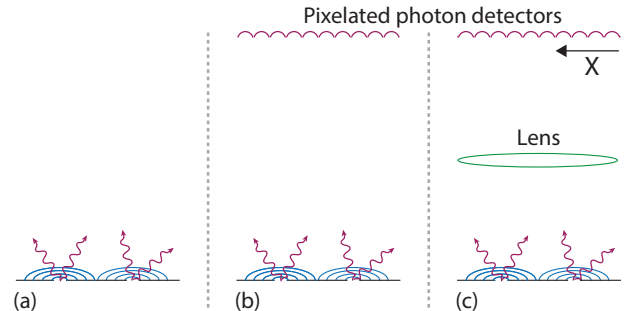 Pixelated photon detectors
X
Lens
(a)
(b)
(c)